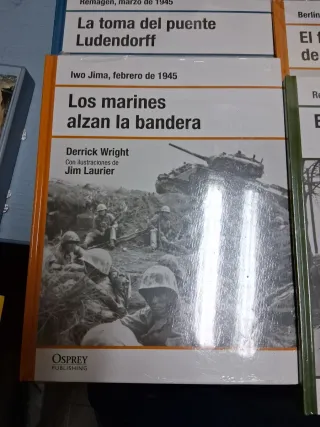 Remagen, marzo de 1945
La toma del puente
Ludendorff
Berlin
El
de
Iwo Jima, febrero de 1945
Los marines
alzan la bandera
Derrick Wright
Con ilustraciones de
Jim Laurier
OSPREY
PUBLISHING